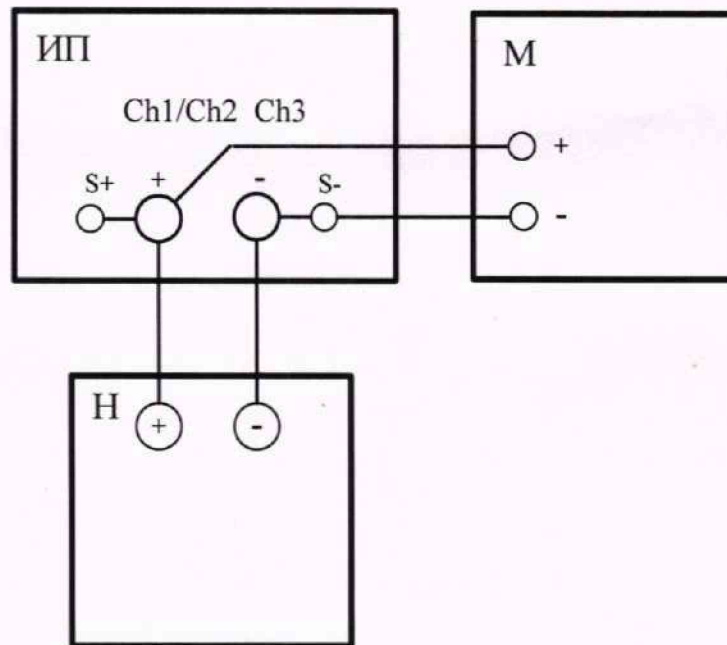 ИП
М
Ch1/Ch2 Ch3
+
S+ + - S-
-
Н
+ -